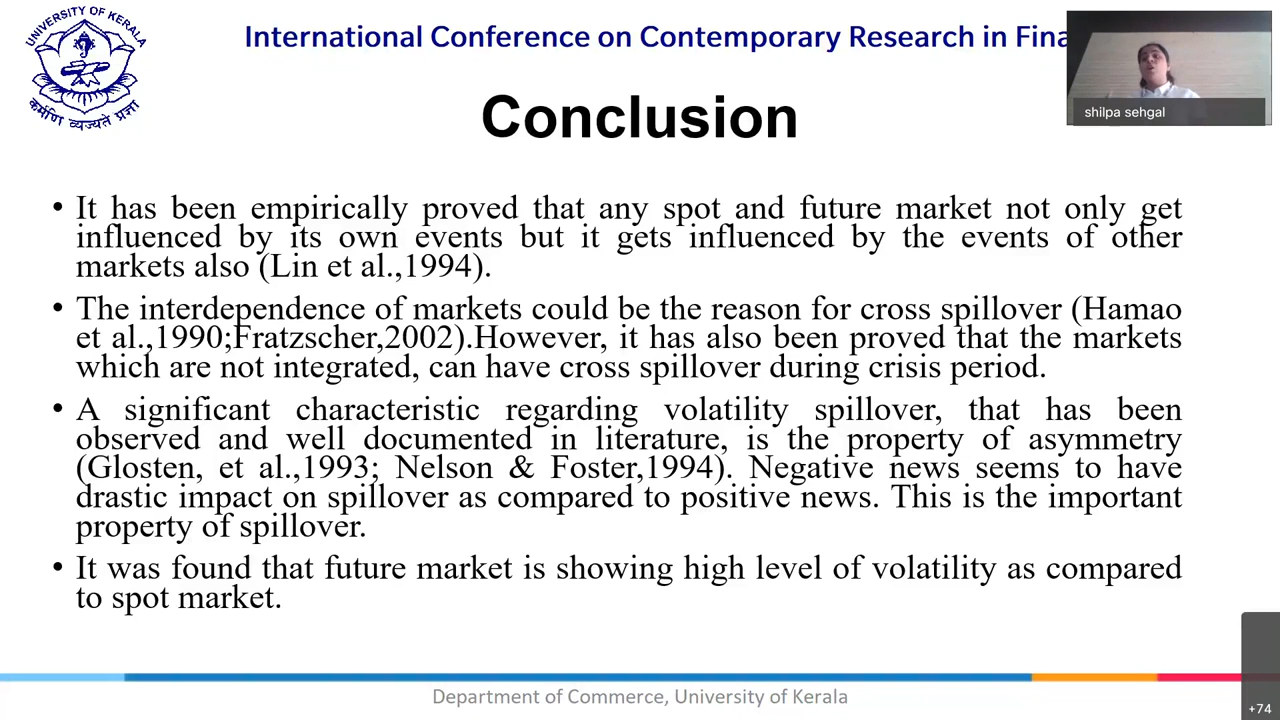 UNIVERSITY OF KERALA
कर्मणि व्यज्यते प्रज्ञा
International Conference on Contemporary Research in Fina
shilpa sehgal
Conclusion
• It has been empirically proved that any spot and future market not only get
influenced by its own events but it gets influenced by the events of other
markets also (Lin et al.,1994).
• The interdependence of markets could be the reason for cross spillover (Hamao
et al.,1990;Fratzscher,2002).However, it has also been proved that the markets
which are not integrated, can have cross spillover during crisis period.
• A significant characteristic regarding volatility spillover, that has been
observed and well documented in literature, is the property of asymmetry
(Glosten, et al.,1993; Nelson & Foster,1994). Negative news seems to have
drastic impact on spillover as compared to positive news. This is the important
property of spillover.
• It was found that future market is showing high level of volatility as compared
to spot market.
Department of Commerce, University of Kerala
+74